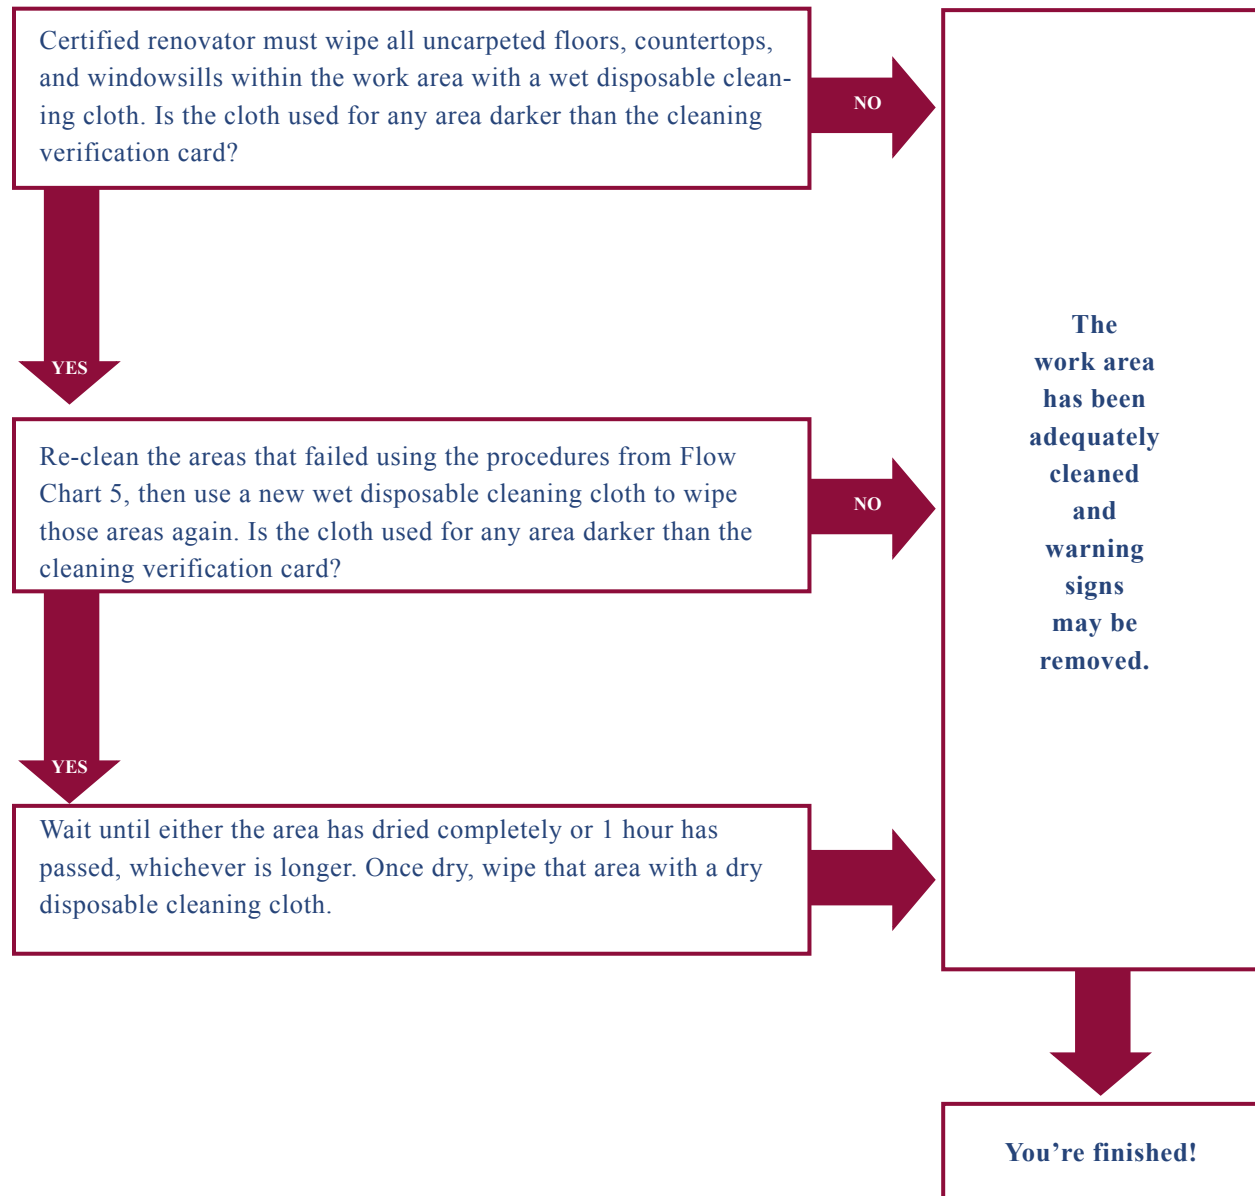 Certified renovator must wipe all uncarpeted floors, countertops,
and windowsills within the work area with a wet disposable clean-
ing cloth. Is the cloth used for any area darker than the cleaning
verification card?
NO
YES
Re-clean the areas that failed using the procedures from Flow
Chart 5, then use a new wet disposable cleaning cloth to wipe
those areas again. Is the cloth used for any area darker than the
cleaning verification card?
NO
YES
Wait until either the area has dried completely or 1 hour has
passed, whichever is longer. Once dry, wipe that area with a dry
disposable cleaning cloth.
The
work area
has been
adequately
cleaned
and
warning
signs
may be
removed.
You’re finished!